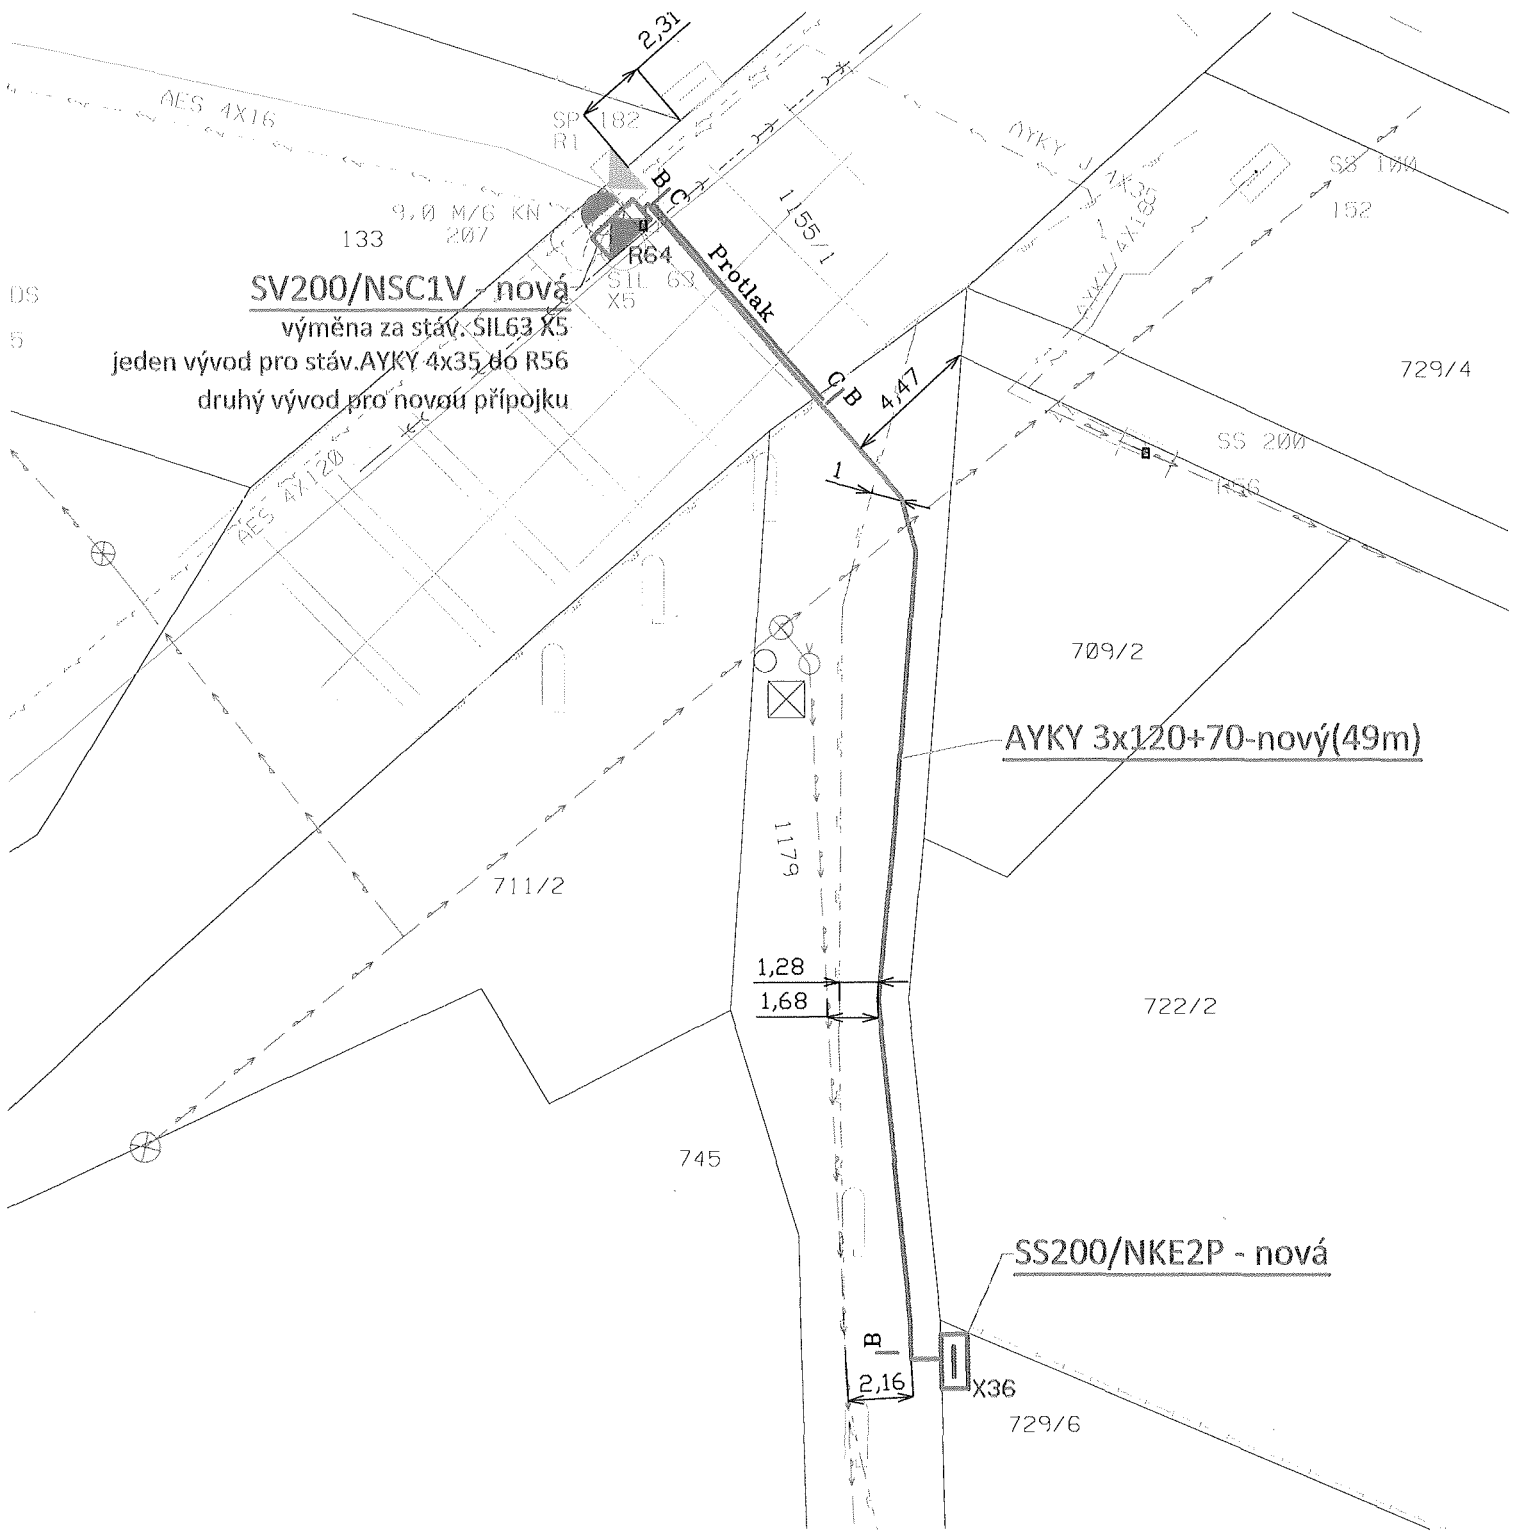 2,31
AES 4X16
SP 182
R1
AYKY J 4X35
SS 100
152
9,0 M/6 KN
207
133
B
C
1155/1
Protlak
R64
SIL 63
X5
SV200/NSC1V - nová
výměna za stáv. SIL63 X5
jeden vývod pro stáv.AYKY 4x35 do R56
druhý vývod pro novou přípojku
DS
5
729/4
C
B
4,47
SS 200
R56
AES 4X120
1
709/2
AYKY 3x120+70-nový(49m)
1179
711/2
1,28
1,68
722/2
745
SS200/NKE2P - nová
B
2,16
X36
729/6